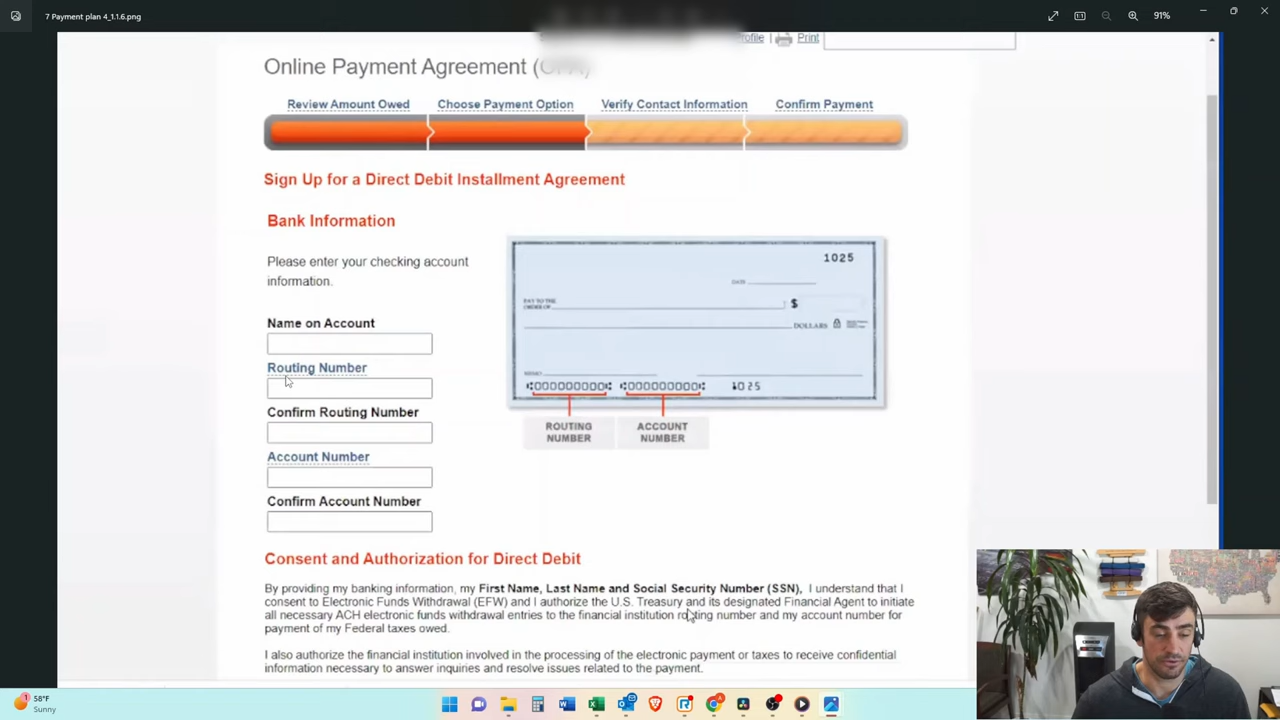 7 Payment plan 4_1.1.6.png
91%
Print
Online Payment Agreement
Review Amount Owed
Choose Payment Option
Verify Contact Information
Confirm Payment
Sign Up for a Direct Debit Installment Agreement
Bank Information
Please enter your checking account
information.
Name on Account
Routing Number
Confirm Routing Number
Account Number
Confirm Account Number
1025
DATE
PAY TO THE
ORDER OF
$
DOLLARS
000000000
000000000
1025
ROUTING
NUMBER
ACCOUNT
NUMBER
Consent and Authorization for Direct Debit
By providing my banking information, my First Name, Last Name and Social Security Number (SSN), I understand that I
consent to Electronic Funds Withdrawal (EFW) and I authorize the U.S. Treasury and its designated Financial Agent to initiate
all necessary ACH electronic funds withdrawal entries to the financial institution routing number and my account number for
payment of my Federal taxes owed.
I also authorize the financial institution involved in the processing of the electronic payment or taxes to receive confidential
information necessary to answer inquiries and resolve issues related to the payment.
58°F
Sunny